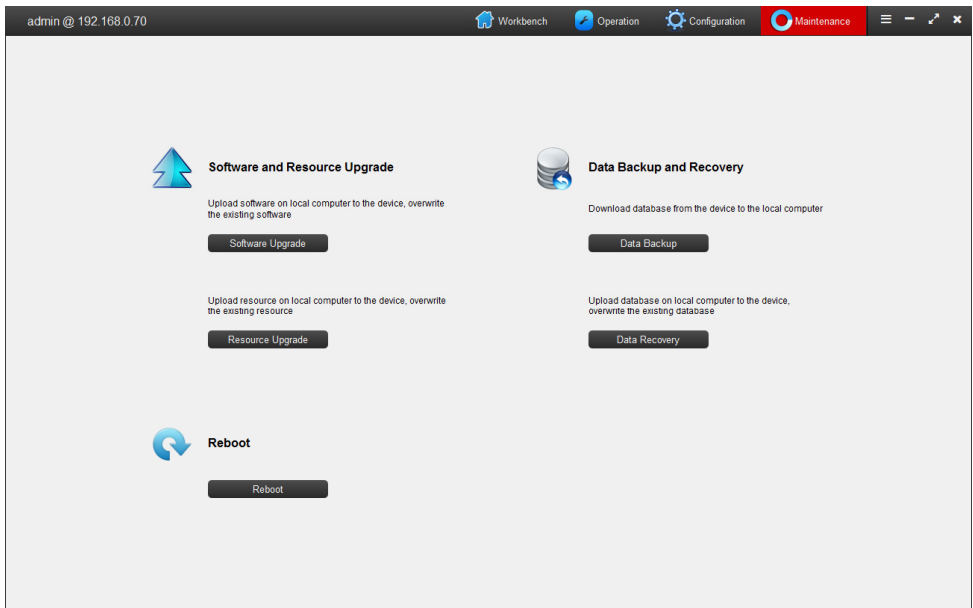 admin @ 192.168.0.70
Workbench
Operation
Configuration
Maintenance
Software and Resource Upgrade
Upload software on local computer to the device, overwrite
the existing software
Software Upgrade
Upload resource on local computer to the device, overwrite
the existing resource
Resource Upgrade
Data Backup and Recovery
Download database from the device to the local computer
Data Backup
Upload database on local computer to the device,
overwrite the existing database
Data Recovery
Reboot
Reboot